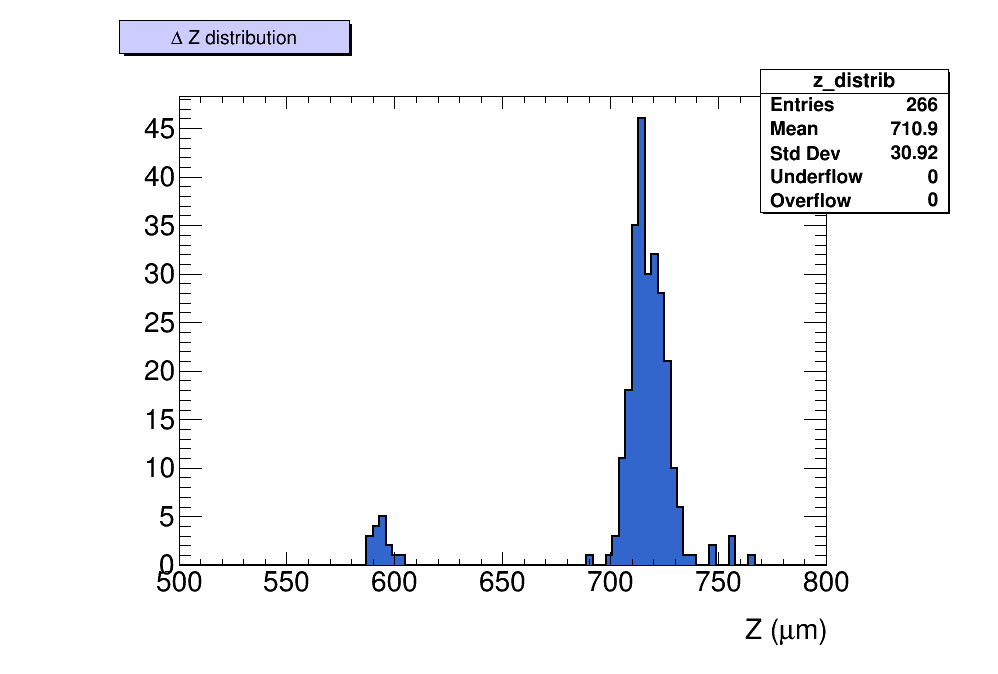 Δ Z distribution
z_distrib
Entries 266
Mean 710.9
Std Dev 30.92
Underflow 0
Overflow 0
45
40
35
30
25
20
15
10
5
0
500 550 600 650 700 750 800
Z (μm)